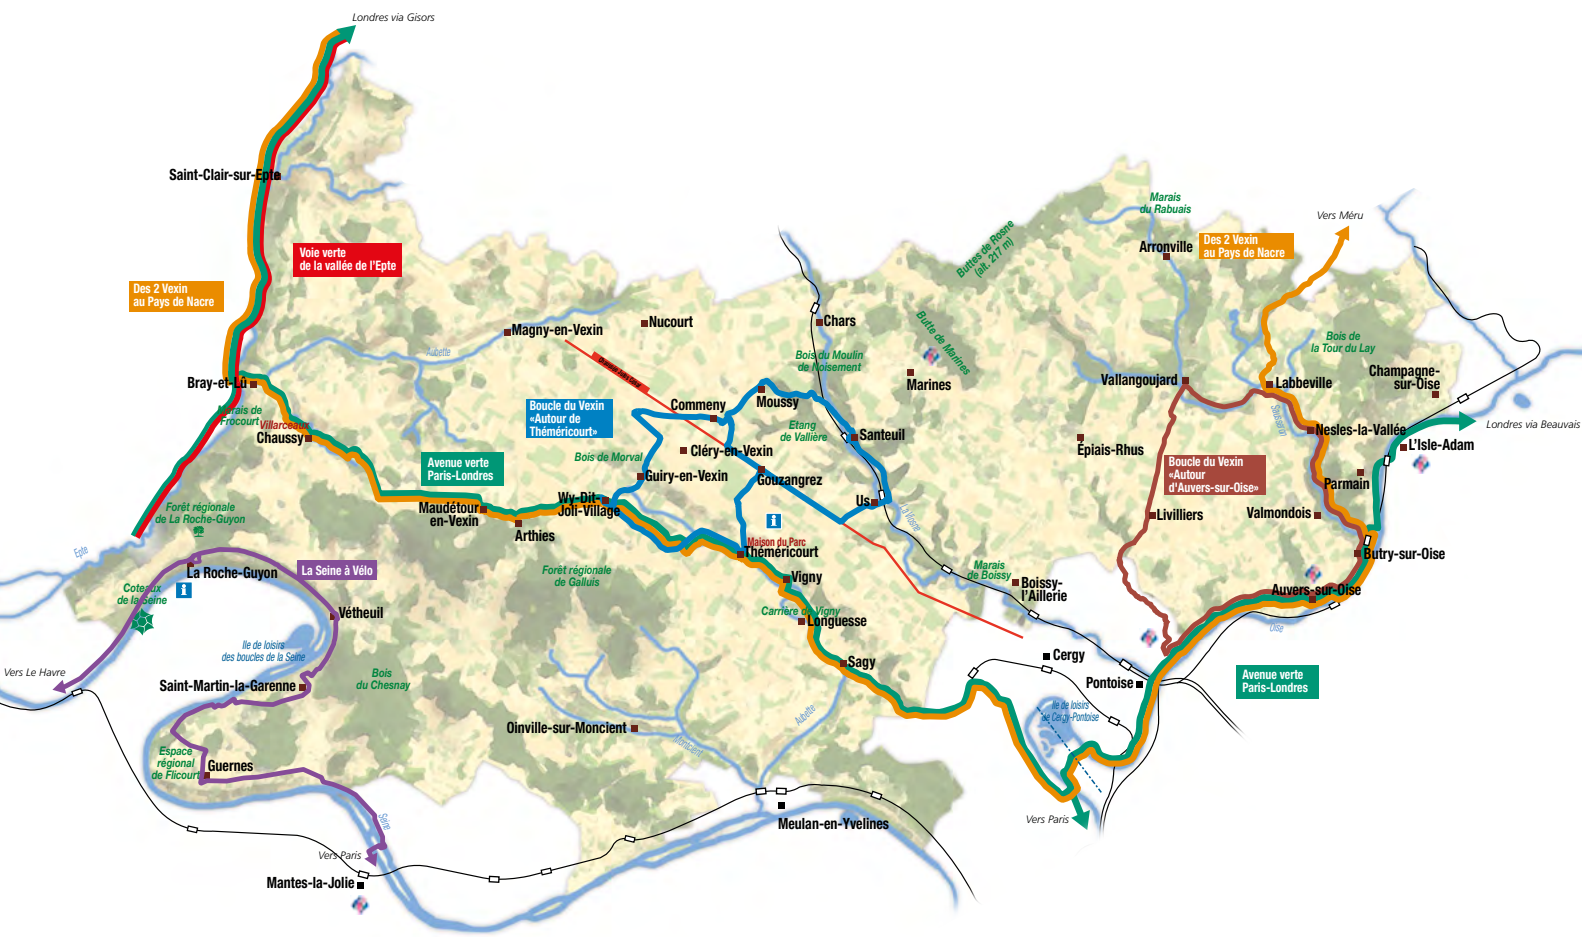 Londres via Gisors
Saint-Clair-sur-Epte
Voie verte
de la vallée de l'Epte
Des 2 Vexin
au Pays de Nacre
Marais
du Rabuais
Vers Méru
Arronville
Des 2 Vexin
au Pays de Nacre
Buttes de Rosne
(alt. 217 m)
Magny-en-Vexin
Nucourt
Chars
Butte de Marines
Bois de
la Tour du Lay
Aubette
Bois du Moulin
de Noisement
Champagne-
sur-Oise
Bray-et-Lû
Marines
Vallangoujard
Labbeville
Marais de
Frocourt
Villarceaux
Chaussy
Boucle du Vexin
«Autour de
Théméricourt»
Commeny
Moussy
Etang
de Vallière
Santeuil
Sausseron
Nesles-la-Vallée
Londres via Beauvais
L'Isle-Adam
Avenue verte
Paris-Londres
Bois de Morval
Cléry-en-Vexin
Épiais-Rhus
Boucle du Vexin
«Autour
d'Auvers-sur-Oise»
Guiry-en-Vexin
Gouzangrez
Parmain
Forêt régionale
de La Roche-Guyon
Maudétour
en-Vexin
Wy-Dit-
Joli-Village
Us
La Viosne
Livilliers
Valmondois
Arthies
Maison du Parc
Théméricourt
Butry-sur-Oise
Epte
La Roche-Guyon
La Seine à Vélo
Forêt régionale
de Galluis
Vigny
Marais
de Boissy
Boissy-
l'Aillerie
Auvers-sur-Oise
Coteaux
de la Seine
Vétheuil
Carrière de Vigny
Longuesse
Oise
Ile de loisirs
des boucles de la Seine
Vers Le Havre
Bois
du Chesnay
Sagy
Cergy
Saint-Martin-la-Garenne
Pontoise
Avenue verte
Paris-Londres
Oinville-sur-Moncient
Montcient
Aubette
Ile de loisirs
de Cergy-Pontoise
Espace
régional
de Flicourt
Guernes
Seine
Meulan-en-Yvelines
Vers Paris
Vers Paris
Mantes-la-Jolie